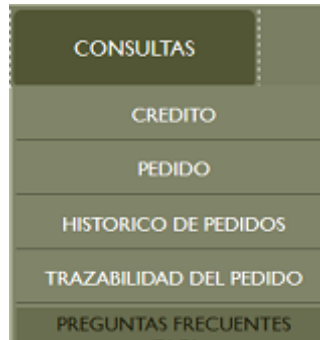 CONSULTAS
CREDITO
PEDIDO
HISTORICO DE PEDIDOS
TRAZABILIDAD DEL PEDIDO
PREGUNTAS FRECUENTES